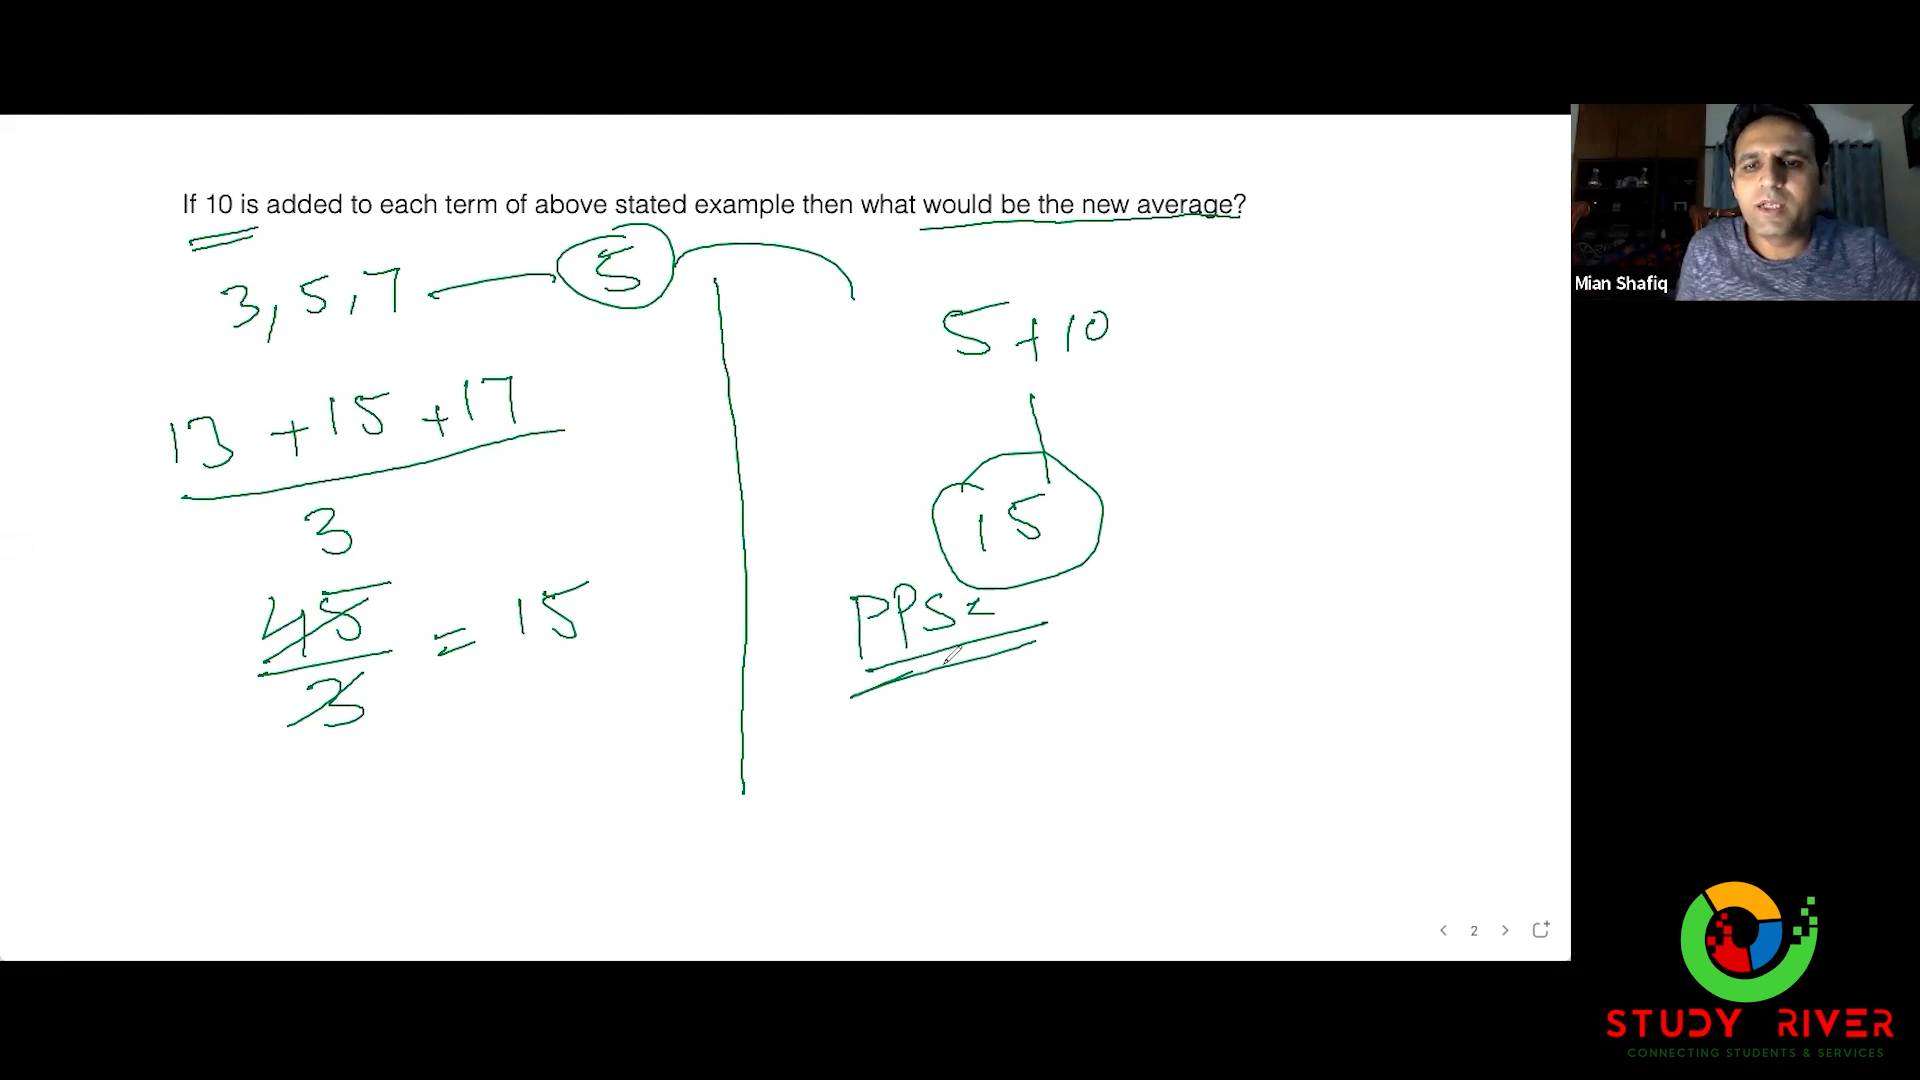 If 10 is added to each term of above stated example then what would be the new average?
3, 5, 7
5
13 + 15 + 17
3
45
3
= 15
5 + 10
15
PPSC
Mian Shafiq
2
STUDY RIVER
CONNECTING STUDENTS & SERVICES